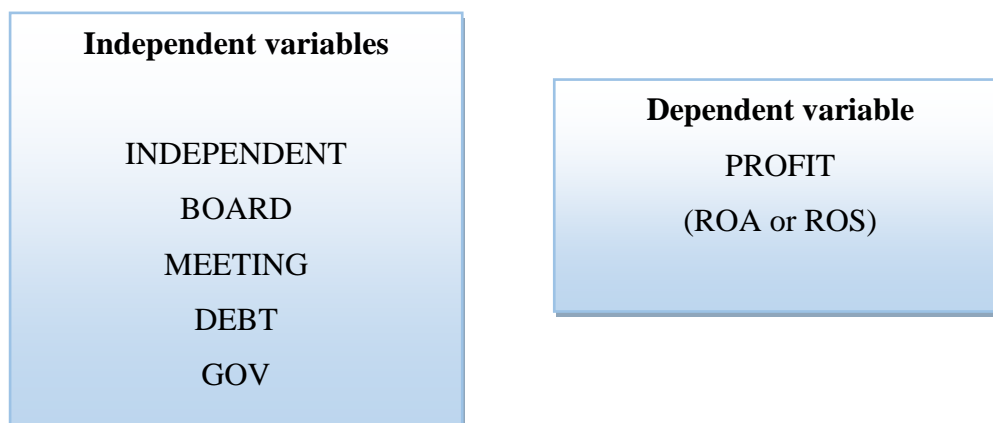 Independent variables
INDEPENDENT
BOARD
MEETING
DEBT
GOV
Dependent variable
PROFIT
(ROA or ROS)